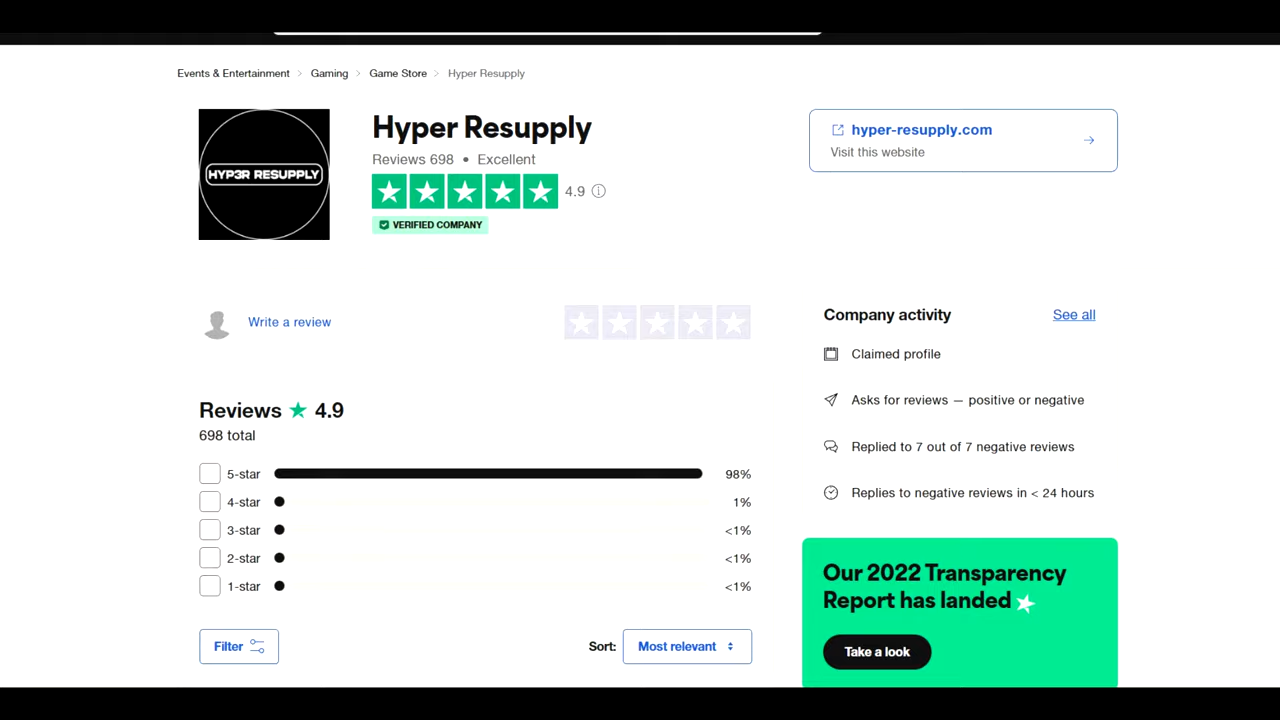 Events & Entertainment > Gaming > Game Store > Hyper Resupply
HYP3R RESUPPLY
Hyper Resupply
Reviews 698 • Excellent
4.9
VERIFIED COMPANY
hyper-resupply.com
Visit this website
Write a review
Company activity See all
Claimed profile
Asks for reviews — positive or negative
Replied to 7 out of 7 negative reviews
Replies to negative reviews in < 24 hours
Reviews ★ 4.9
698 total
5-star 98%
4-star 1%
3-star <1%
2-star <1%
1-star <1%
Filter
Sort: Most relevant
Our 2022 Transparency
Report has landed
Take a look